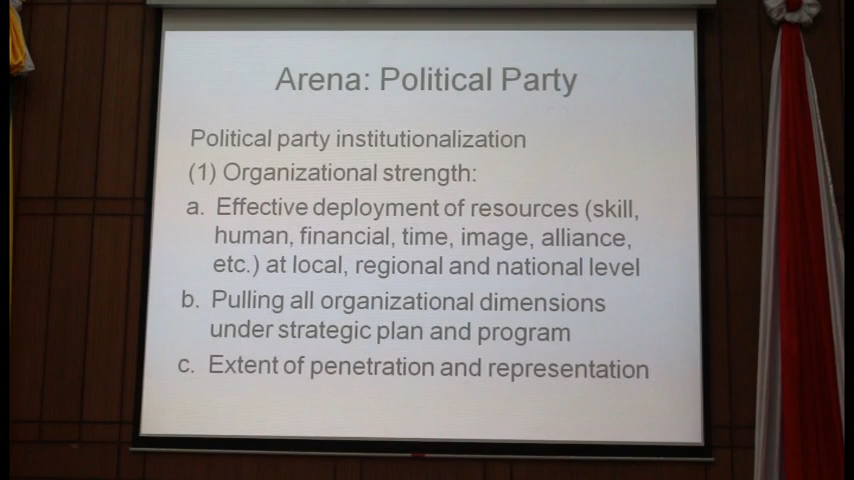 Arena: Political Party
Political party institutionalization
(1) Organizational strength:
a. Effective deployment of resources (skill,
human, financial, time, image, alliance,
etc.) at local, regional and national level
b. Pulling all organizational dimensions
under strategic plan and program
c. Extent of penetration and representation